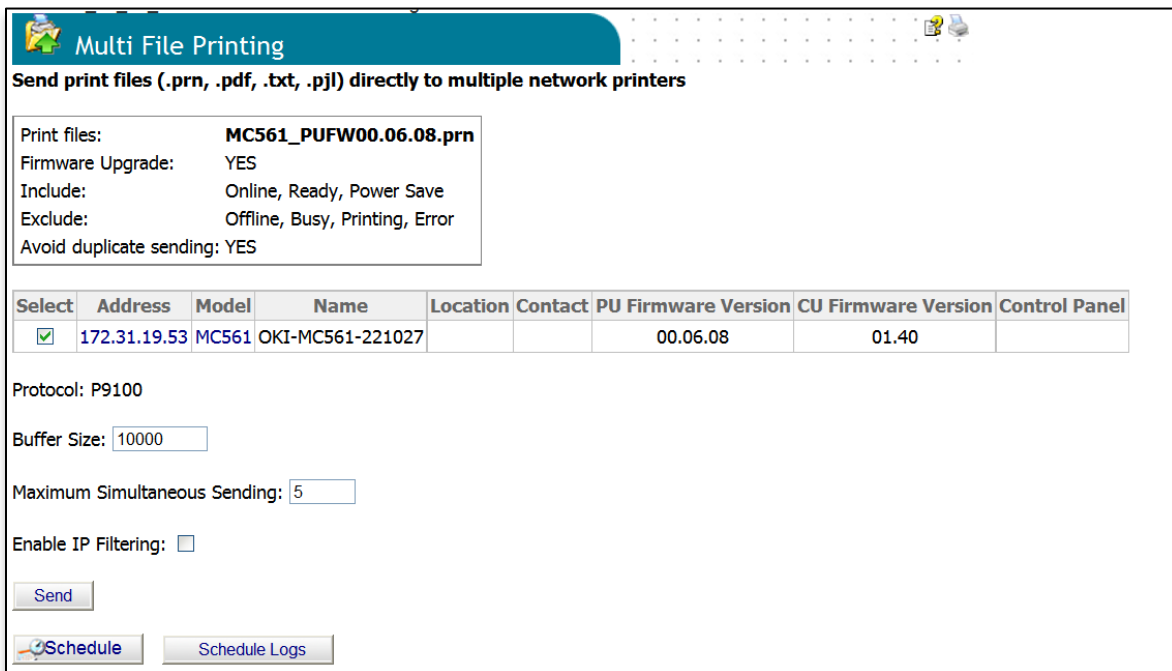 Multi File Printing
Send print files (.prn, .pdf, .txt, .pjl) directly to multiple network printers
Print files: MC561_PUFW00.06.08.prn
Firmware Upgrade: YES
Include: Online, Ready, Power Save
Exclude: Offline, Busy, Printing, Error
Avoid duplicate sending: YES
Select Address Model Name Location Contact PU Firmware Version CU Firmware Version Control Panel
172.31.19.53 MC561 OKI-MC561-221027 00.06.08 01.40
Protocol: P9100
Buffer Size: 10000
Maximum Simultaneous Sending: 5
Enable IP Filtering:
Send
Schedule Schedule Logs